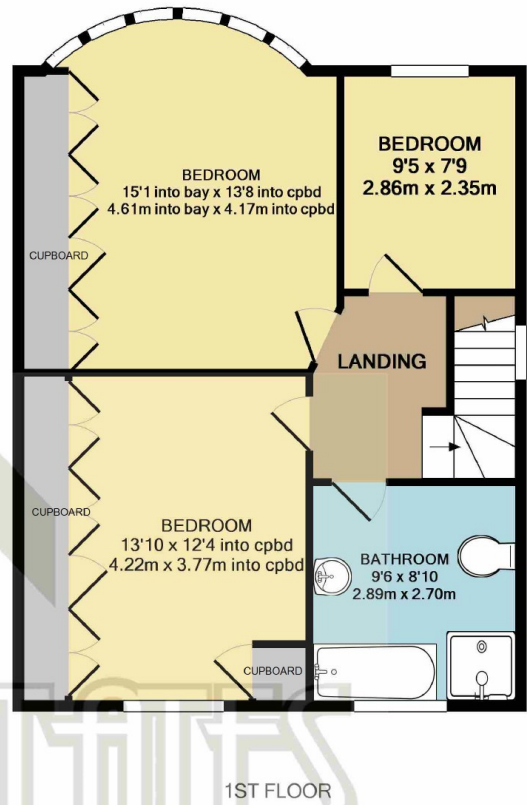 BEDROOM
15'1 into bay x 13'8 into cpbd
4.61m into bay x 4.17m into cpbd
BEDROOM
9'5 x 7'9
2.86m x 2.35m
CUPBOARD
LANDING
CUPBOARD
BEDROOM
13'10 x 12'4 into cpbd
4.22m x 3.77m into cpbd
BATHROOM
9'6 x 8'10
2.89m x 2.70m
CUPBOARD
1ST FLOOR